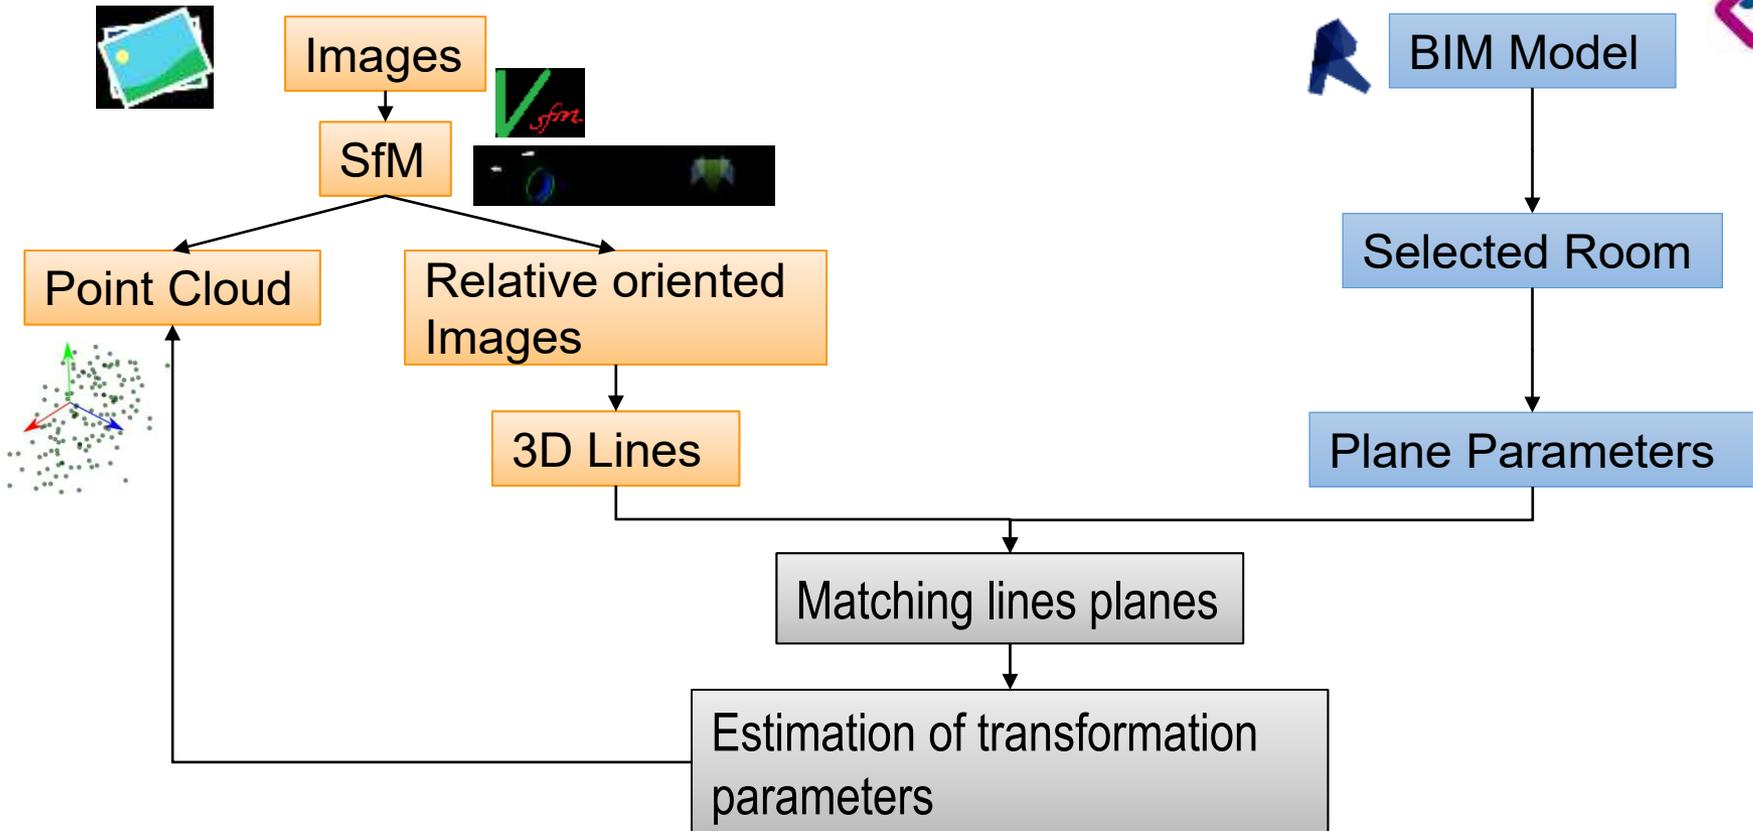 Images
BIM Model
Vsfm
SfM
Selected Room
Point Cloud
Relative oriented
Images
3D Lines
Plane Parameters
Matching lines planes
Estimation of transformation
parameters